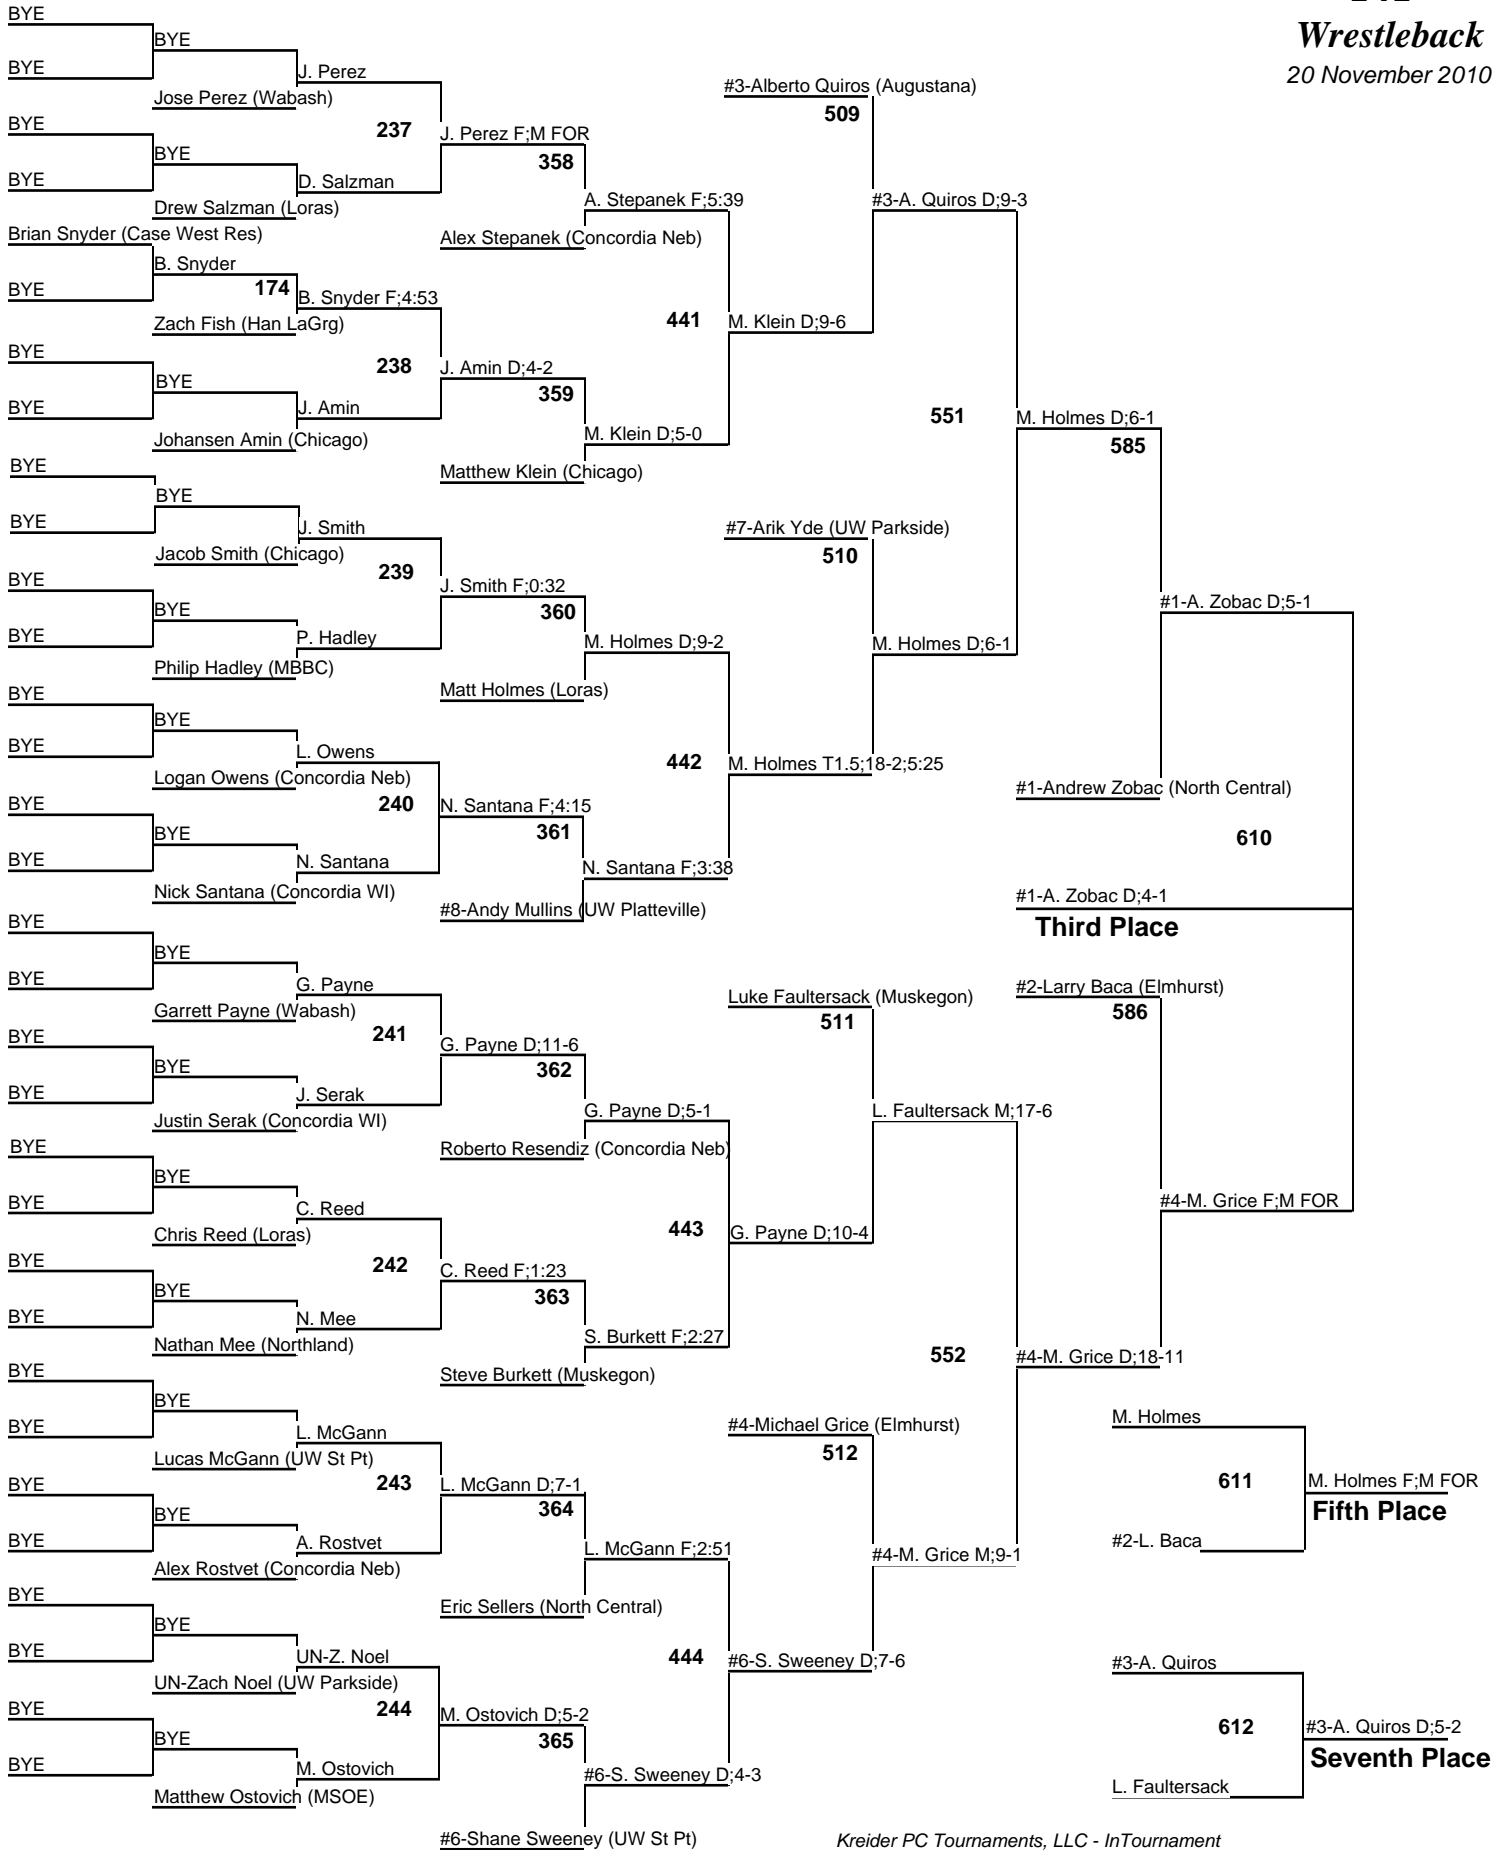 Wrestleback
20 November 2010
BYE
BYE
BYE
J. Perez
Jose Perez (Wabash)
237
BYE
BYE
BYE
D. Salzman
Drew Salzman (Loras)
J. Perez F;M FOR
358
A. Stepanek F;5:39
Alex Stepanek (Concordia Neb)
Brian Snyder (Case West Res)
B. Snyder
BYE
174
B. Snyder F;4:53
Zach Fish (Han LaGrg)
238
BYE
BYE
BYE
J. Amin
Johansen Amin (Chicago)
J. Amin D;4-2
359
M. Klein D;5-0
Matthew Klein (Chicago)
441
M. Klein D;9-6
#3-Alberto Quiros (Augustana)
509
#3-A. Quiros D;9-3
BYE
BYE
BYE
J. Smith
Jacob Smith (Chicago)
239
BYE
BYE
BYE
P. Hadley
Philip Hadley (MBBC)
J. Smith F;0:32
360
M. Holmes D;9-2
Matt Holmes (Loras)
BYE
BYE
BYE
L. Owens
Logan Owens (Concordia Neb)
240
BYE
BYE
BYE
N. Santana
Nick Santana (Concordia WI)
N. Santana F;4:15
361
N. Santana F;3:38
#8-Andy Mullins (UW Platteville)
442
M. Holmes T1.5;18-2;5:25
#7-Arik Yde (UW Parkside)
510
M. Holmes D;6-1
551
M. Holmes D;6-1
585
#1-A. Zobac D;5-1
#1-Andrew Zobac (North Central)
610
#1-A. Zobac D;4-1
Third Place
BYE
BYE
BYE
G. Payne
Garrett Payne (Wabash)
241
BYE
BYE
BYE
J. Serak
Justin Serak (Concordia WI)
G. Payne D;11-6
362
G. Payne D;5-1
Roberto Resendiz (Concordia Neb)
BYE
BYE
BYE
C. Reed
Chris Reed (Loras)
242
BYE
BYE
BYE
N. Mee
Nathan Mee (Northland)
C. Reed F;1:23
363
S. Burkett F;2:27
Steve Burkett (Muskegon)
443
G. Payne D;10-4
Luke Faultersack (Muskegon)
511
L. Faultersack M;17-6
#2-Larry Baca (Elmhurst)
586
#4-M. Grice F;M FOR
552
#4-M. Grice D;18-11
BYE
BYE
BYE
L. McGann
Lucas McGann (UW St Pt)
243
BYE
BYE
BYE
A. Rostvet
Alex Rostvet (Concordia Neb)
L. McGann D;7-1
364
L. McGann F;2:51
Eric Sellers (North Central)
BYE
BYE
BYE
UN-Z. Noel
UN-Zach Noel (UW Parkside)
244
BYE
BYE
BYE
M. Ostovich
Matthew Ostovich (MSOE)
M. Ostovich D;5-2
365
#6-S. Sweeney D;4-3
#6-Shane Sweeney (UW St Pt)
444
#6-S. Sweeney D;7-6
#4-Michael Grice (Elmhurst)
512
#4-M. Grice M;9-1
M. Holmes
611
#2-L. Baca
M. Holmes F;M FOR
Fifth Place
#3-A. Quiros
612
L. Faultersack
#3-A. Quiros D;5-2
Seventh Place
Kreider PC Tournaments, LLC - InTournament